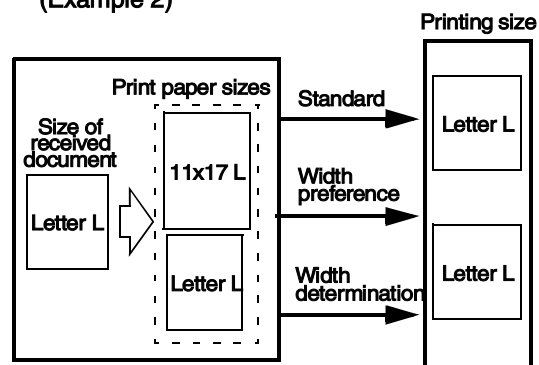 (Example 2)
Printing size
Print paper sizes
Size of
received
document
Letter L
11x17 L
Letter L
Standard
Width
preference
Width
determination
Letter L
Letter L